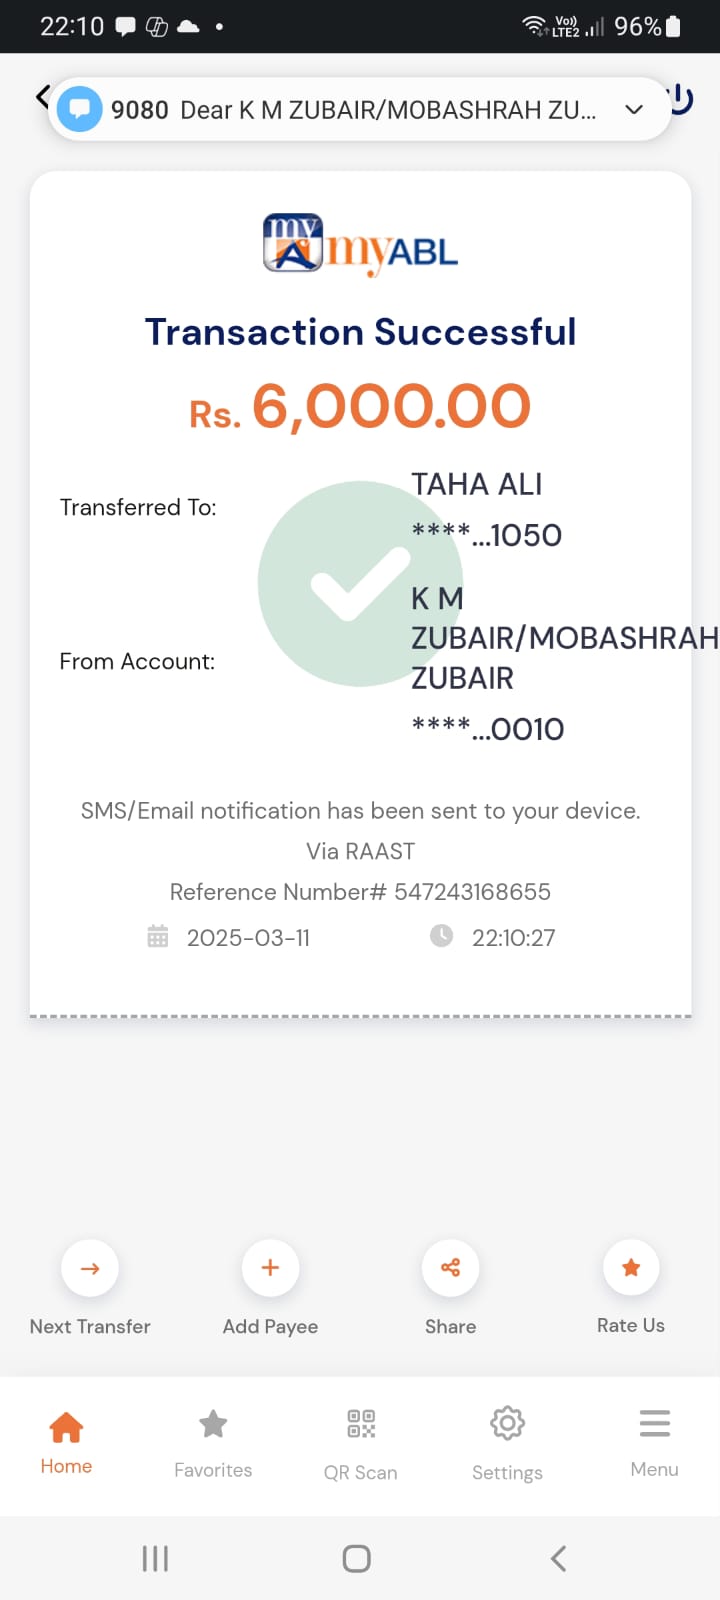 22:10
Vo))
LTE2
96%
9080 Dear K M ZUBAIR/MOBASHRAH ZU...
my
A
myABL
Transaction Successful
Rs. 6,000.00
Transferred To:
TAHA ALI
****...1050
From Account:
K M
ZUBAIR/MOBASHRAH
ZUBAIR
****...0010
SMS/Email notification has been sent to your device.
Via RAAST
Reference Number# 547243168655
2025-03-11 22:10:27
Next Transfer Add Payee Share Rate Us
Home Favorites QR Scan Settings Menu